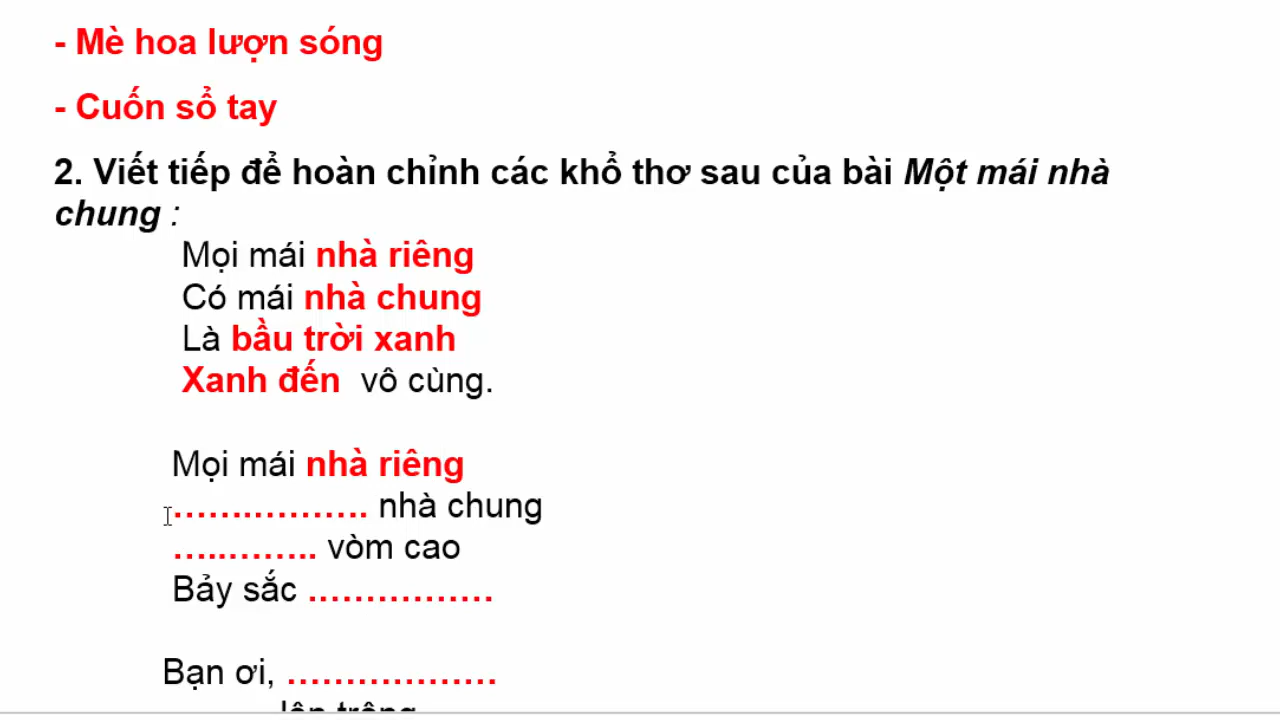 - Mè hoa lượn sóng
- Cuốn sổ tay
2. Viết tiếp để hoàn chỉnh các khổ thơ sau của bài Một mái nhà
chung :
Mọi mái nhà riêng
Có mái nhà chung
Là bầu trời xanh
Xanh đến vô cùng.
Mọi mái nhà riêng
…….………. nhà chung
…..…….. vòm cao
Bảy sắc .……………
Bạn ơi, ………………
lên trông